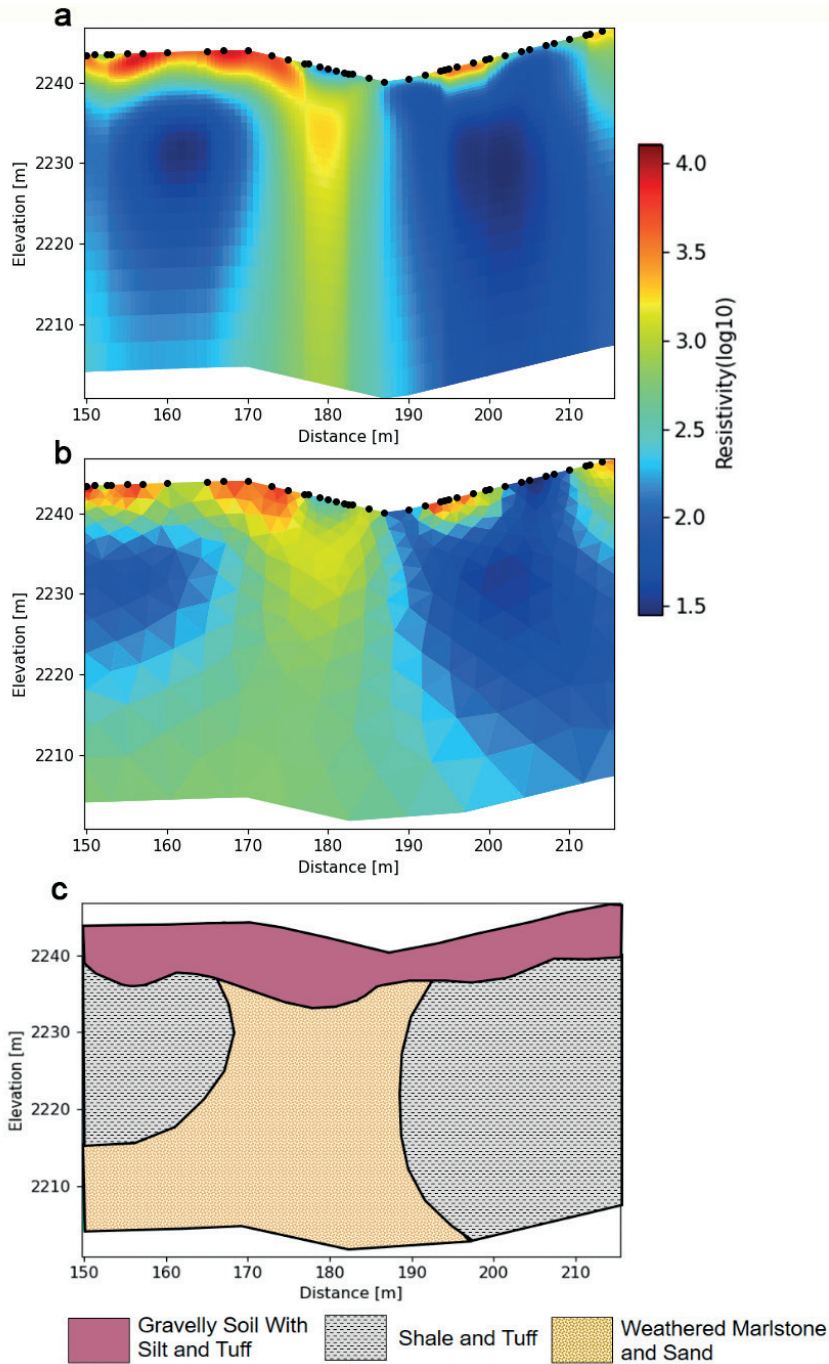 a
2240
2230
2220
2210
Elevation [m]
150 160 170 180 190 200 210
Distance [m]
4.0
3.5
3.0
2.5
2.0
1.5
Resistivity(log10)
b
2240
2230
2220
2210
Elevation [m]
150 160 170 180 190 200 210
Distance [m]
c
2240
2230
2220
2210
Elevation [m]
150 160 170 180 190 200 210
Distance [m]
Gravelly Soil With
Silt and Tuff
Shale and Tuff
Weathered Marlstone
and Sand